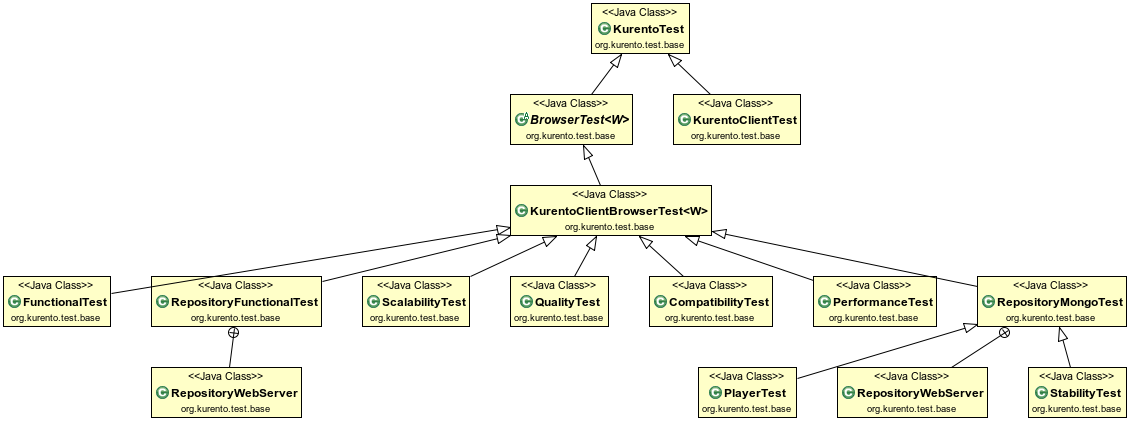 <<Java Class>>
KurentoTest
org.kurento.test.base
<<Java Class>>
BrowserTest<W>
org.kurento.test.base
<<Java Class>>
KurentoClientTest
org.kurento.test.base
<<Java Class>>
KurentoClientBrowserTest<W>
org.kurento.test.base
<<Java Class>>
FunctionalTest
org.kurento.test.base
<<Java Class>>
RepositoryFunctionalTest
org.kurento.test.base
<<Java Class>>
ScalabilityTest
org.kurento.test.base
<<Java Class>>
QualityTest
org.kurento.test.base
<<Java Class>>
CompatibilityTest
org.kurento.test.base
<<Java Class>>
PerformanceTest
org.kurento.test.base
<<Java Class>>
RepositoryMongoTest
org.kurento.test.base
<<Java Class>>
RepositoryWebServer
org.kurento.test.base
<<Java Class>>
PlayerTest
org.kurento.test.base
<<Java Class>>
RepositoryWebServer
org.kurento.test.base
<<Java Class>>
StabilityTest
org.kurento.test.base